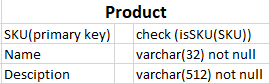 Product
SKU(primary key) check (isSKU(SKU))
Name varchar(32) not null
Desciption varchar(512) not null